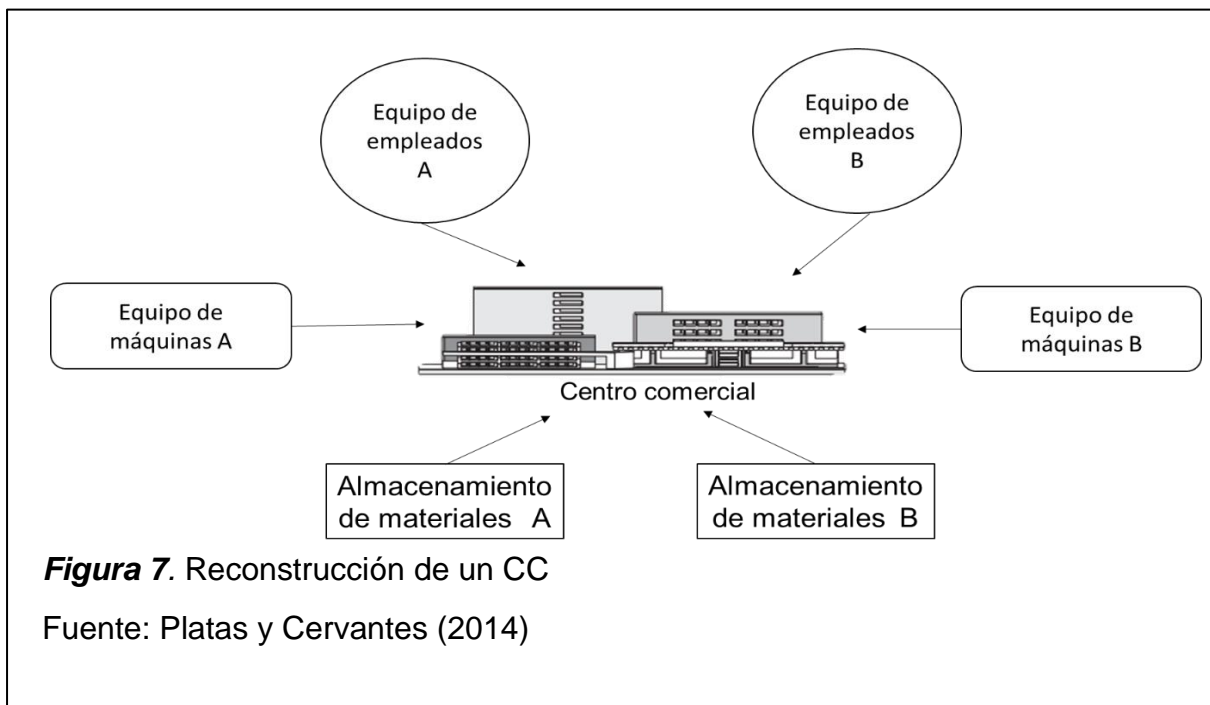 Equipo de
empleados
A
Equipo de
empleados
B
Equipo de
máquinas A
Equipo de
máquinas B
Centro comercial
Almacenamiento
de materiales A
Almacenamiento
de materiales B
Figura 7. Reconstrucción de un CC
Fuente: Platas y Cervantes (2014)